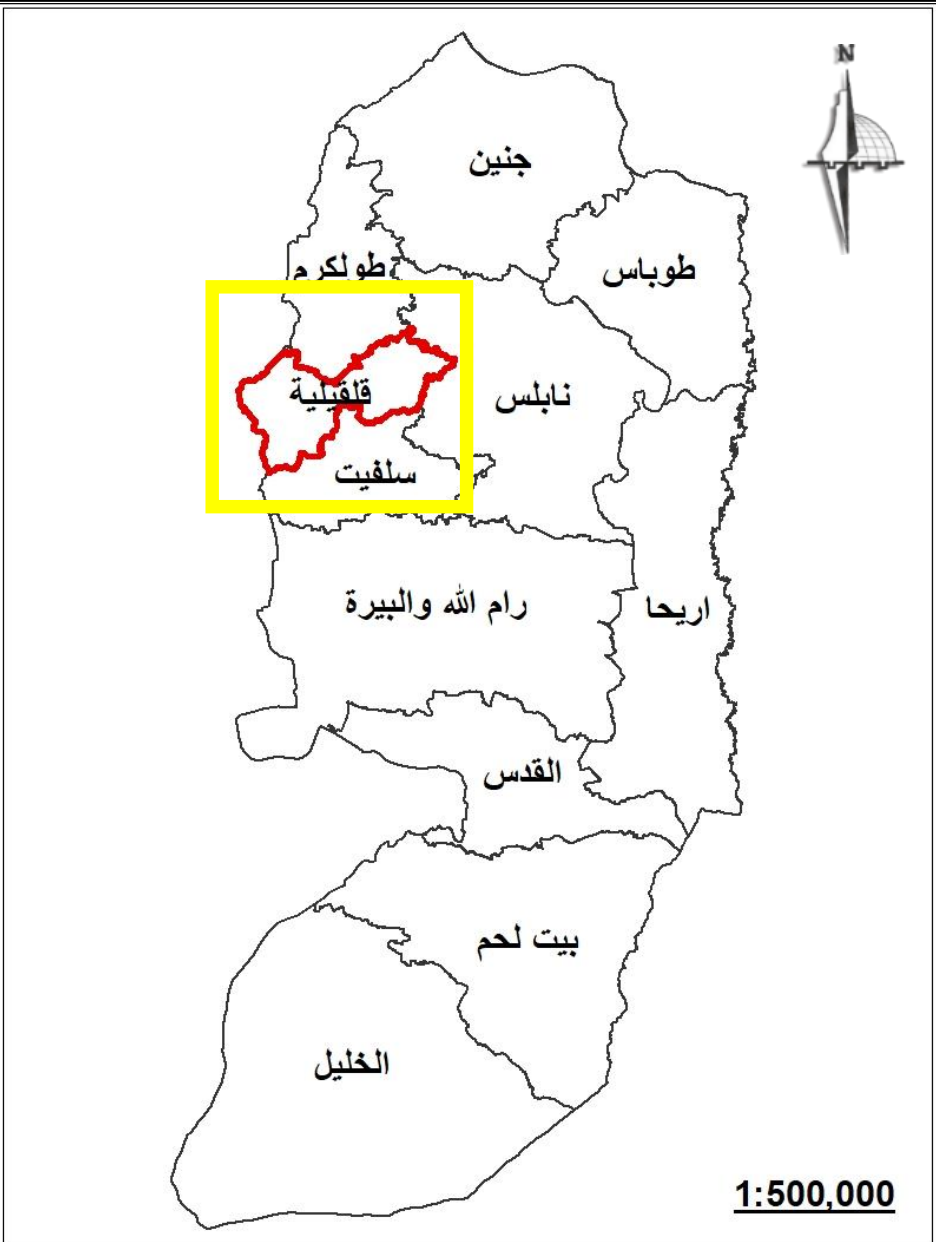 N
جنين
طوباس
طولكرم
قلقيلية
نابلس
سلفيت
رام الله والبيرة
اريحا
القدس
بيت لحم
الخليل
1:500,000